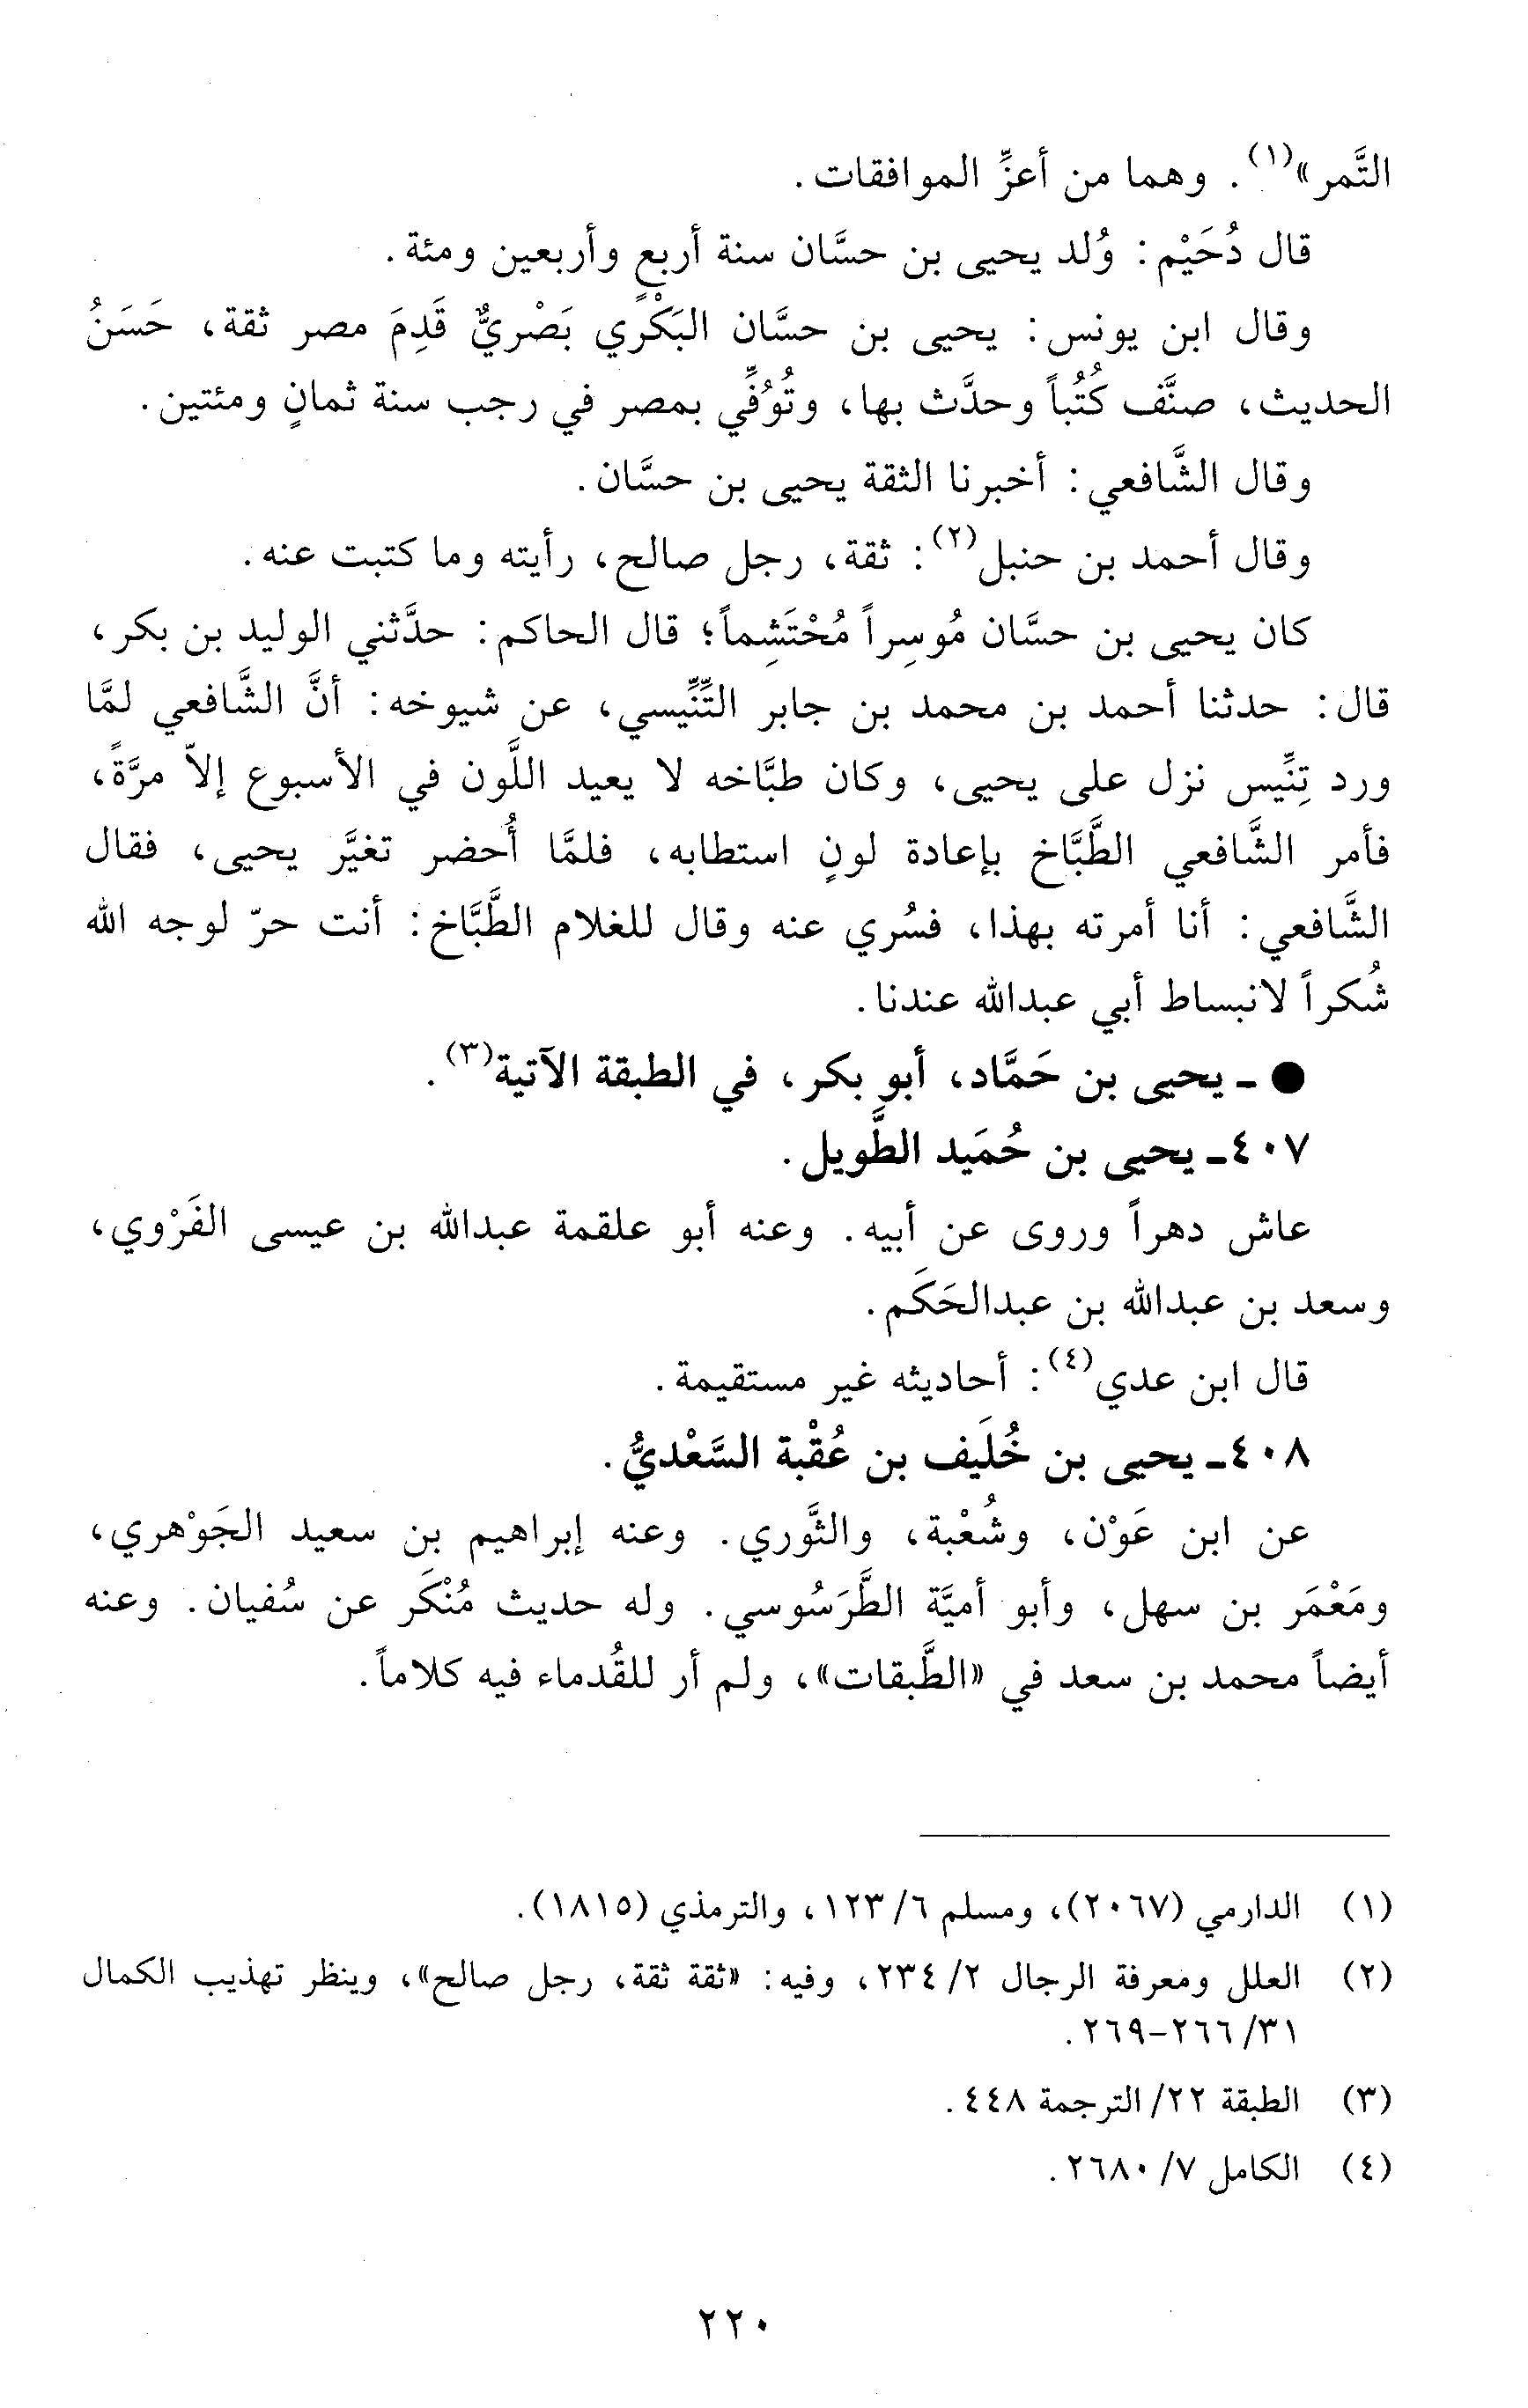 التَّمر»(١). وهما من أعزِّ الموافقات.
قال دُحَيْم: وُلد يحيى بن حسَّان سنة أربعٍ وأربعين ومئة.
وقال ابن يونس: يحيى بن حسَّان البَكْري بَصْريٌّ قَدِمَ مصر ثقة، حَسَنُ
الحديث، صنَّف كُتُباً وحدَّث بها، وتُوُفِّي بمصر في رجب سنة ثمانٍ ومئتين.
وقال الشَّافعي: أخبرنا الثقة يحيى بن حسَّان.
وقال أحمد بن حنبل(٢): ثقة، رجل صالح، رأيته وما كتبت عنه.
كان يحيى بن حسَّان مُوسِراً مُحْتَشِماً؛ قال الحاكم: حدَّثني الوليد بن بكر،
قال: حدثنا أحمد بن محمد بن جابر التِّنِّيسي، عن شيوخه: أنَّ الشَّافعي لمَّا
ورد تِنِّيس نزل على يحيى، وكان طبَّاخه لا يعيد اللَّون في الأسبوع إلاّ مرَّةً،
فأمر الشَّافعي الطَّبَّاخ بإعادة لونٍ استطابه، فلمَّا أُحضر تغيَّر يحيى، فقال
الشَّافعي: أنا أمرته بهذا، فسُري عنه وقال للغلام الطَّبَّاخ: أنت حرّ لوجه الله
شُكراً لانبساط أبي عبدالله عندنا.
● ـ يحيى بن حَمَّاد، أبو بكر، في الطبقة الآتية(٣).
٤٠٧ـ يحيى بن حُمَيد الطَّويل.
عاش دهراً وروى عن أبيه. وعنه أبو علقمة عبدالله بن عيسى الفَرْوي،
وسعد بن عبدالله بن عبدالحَكَم.
قال ابن عدي(٤): أحاديثه غير مستقيمة.
٤٠٨ـ يحيى بن خُلَيف بن عُقْبة السَّعْديُّ.
عن ابن عَوْن، وشُعْبة، والثَّوري. وعنه إبراهيم بن سعيد الجَوْهري،
ومَعْمَر بن سهل، وأبو أميَّة الطَّرَسُوسي. وله حديث مُنْكَر عن سُفيان. وعنه
أيضاً محمد بن سعد في «الطَّبقات»، ولم أر للقُدماء فيه كلاماً.
(١) الدارمي (٢٠٦٧)، ومسلم ٦/ ١٢٣، والترمذي (١٨١٥).
(٢) العلل ومعرفة الرجال ٢/ ٢٣٤، وفيه: «ثقة ثقة، رجل صالح»، وينظر تهذيب الكمال
٣١/ ٢٦٦-٢٦٩.
(٣) الطبقة ٢٢/ الترجمة ٤٤٨.
(٤) الكامل ٧/ ٢٦٨٠.
٢٢٠